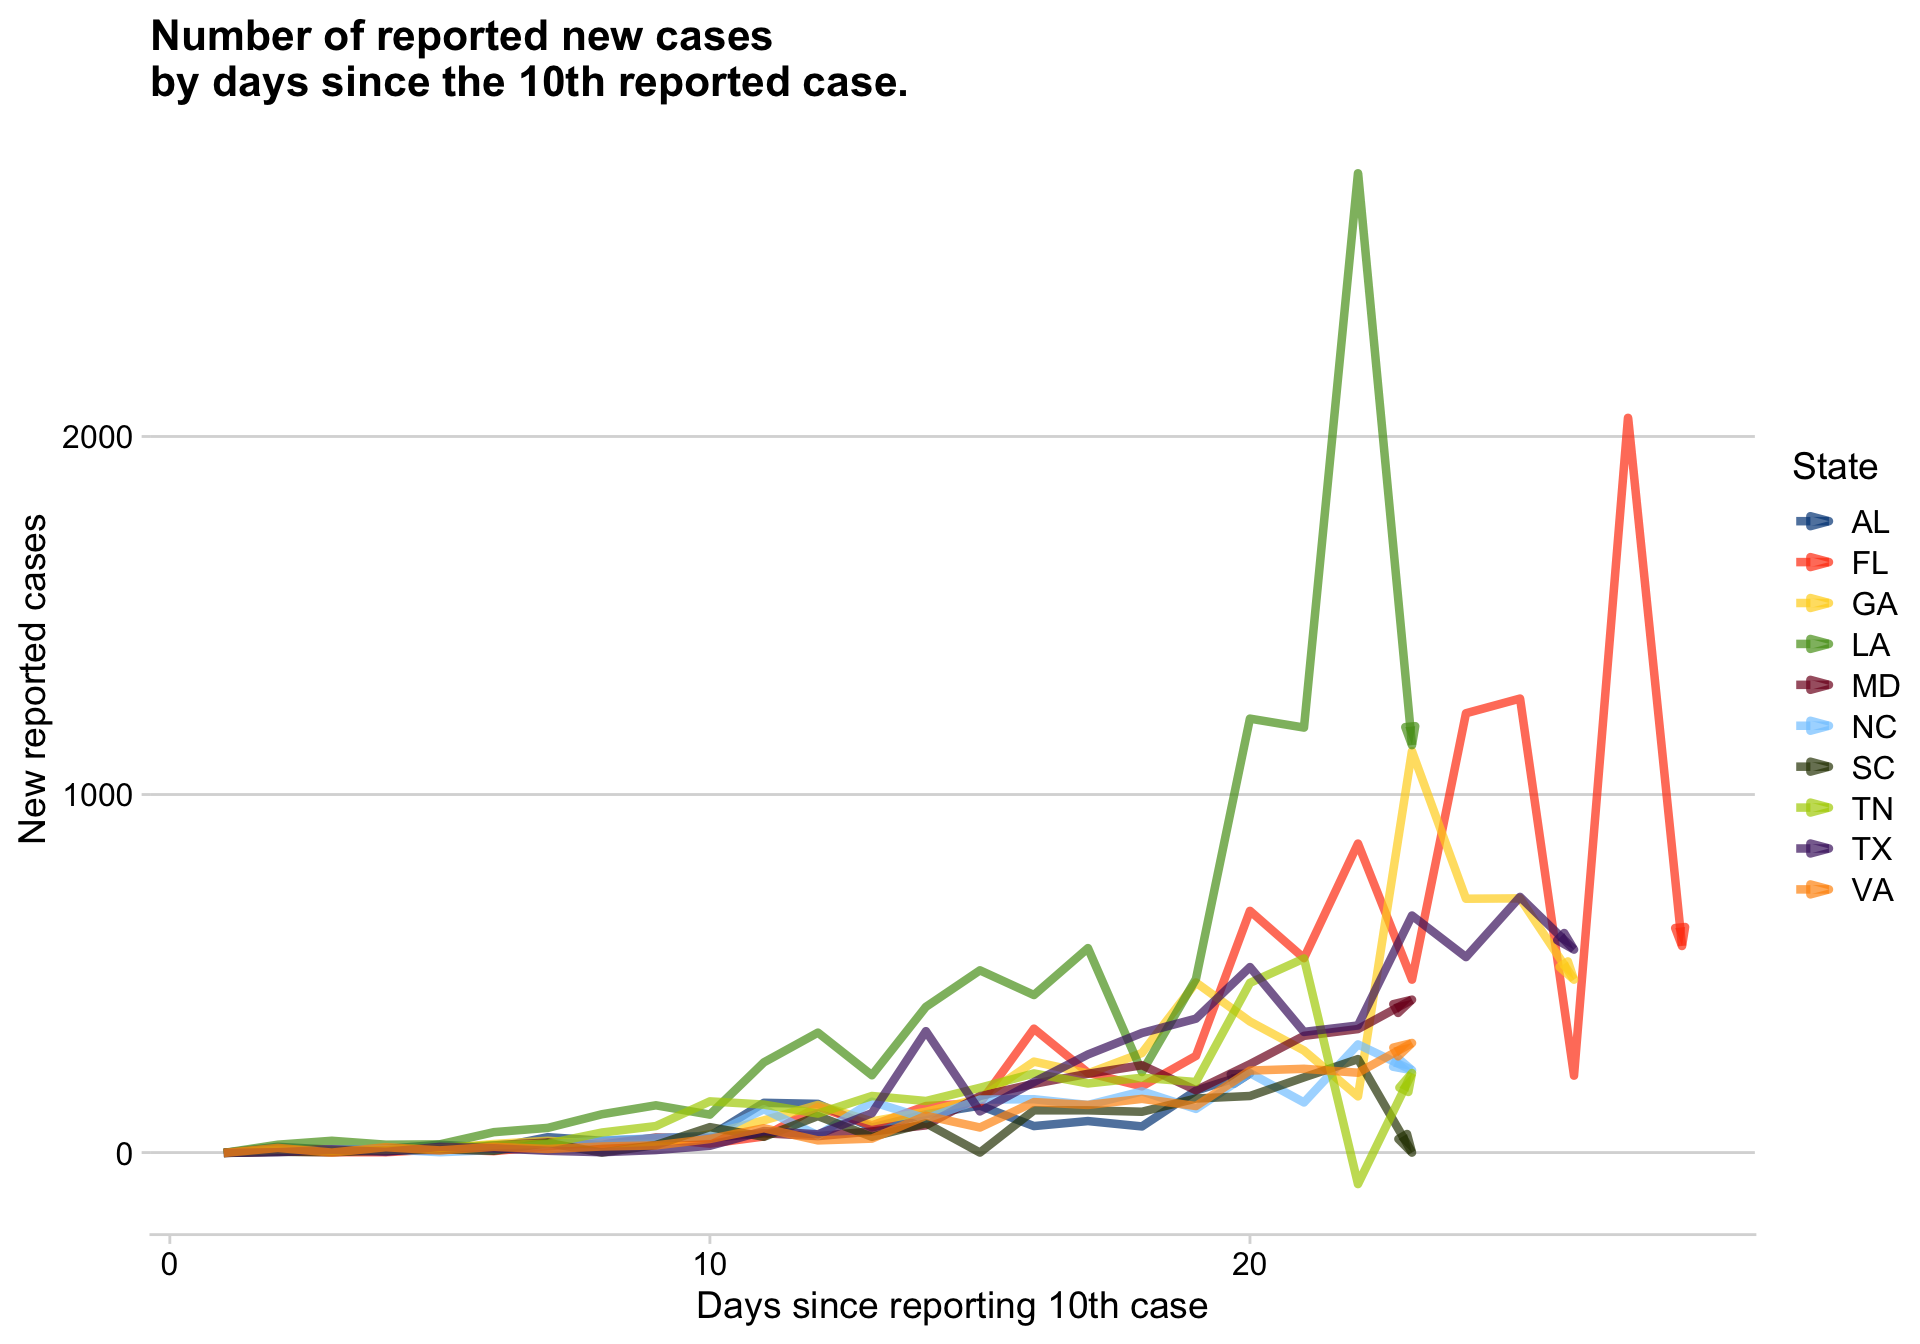 Number of reported new cases
by days since the 10th reported case.
New reported cases
2000
1000
0
0
10
20
Days since reporting 10th case
State
AL
FL
GA
LA
MD
NC
SC
TN
TX
VA